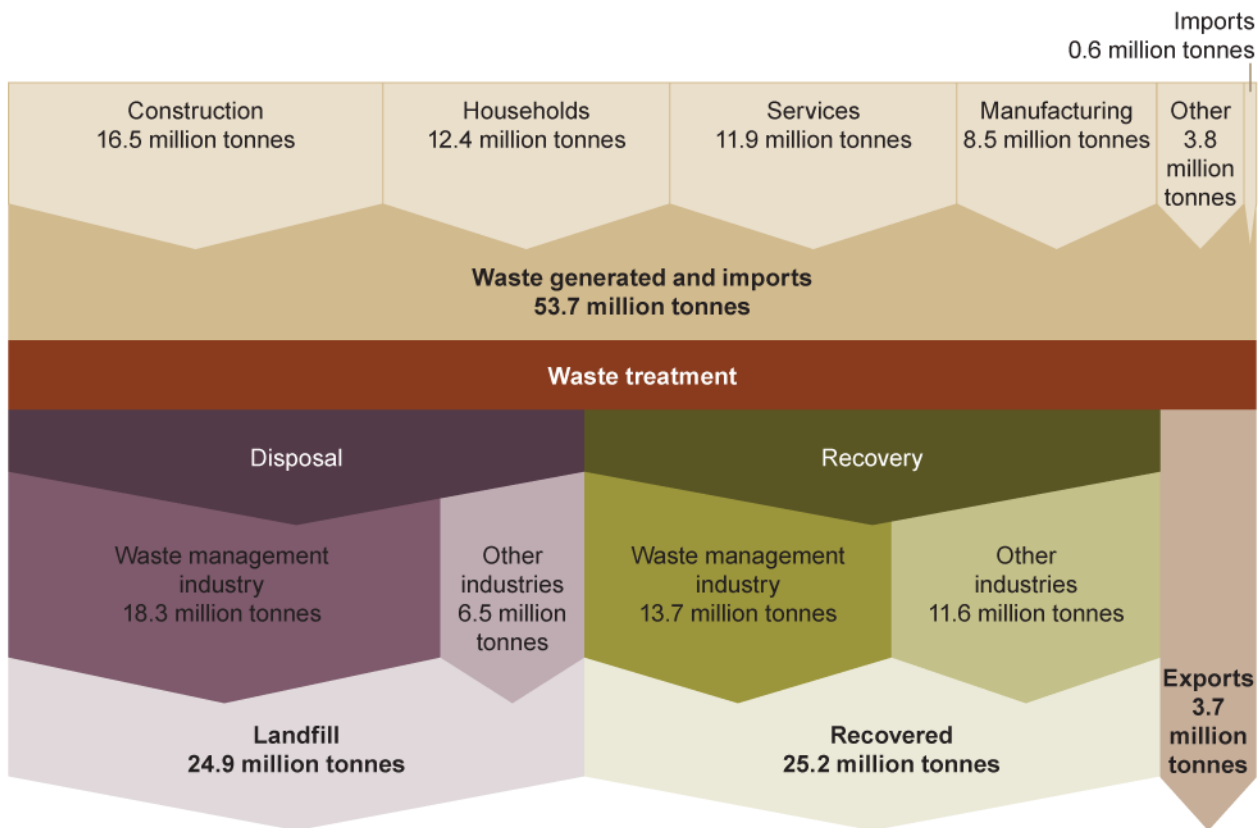 Imports
0.6 million tonnes
Construction
16.5 million tonnes
Households
12.4 million tonnes
Services
11.9 million tonnes
Manufacturing
8.5 million tonnes
Other
3.8
million
tonnes
Waste generated and imports
53.7 million tonnes
Waste treatment
Disposal
Recovery
Waste management
industry
18.3 million tonnes
Other
industries
6.5 million
tonnes
Waste management
industry
13.7 million tonnes
Other
industries
11.6 million tonnes
Landfill
24.9 million tonnes
Recovered
25.2 million tonnes
Exports
3.7
million
tonnes